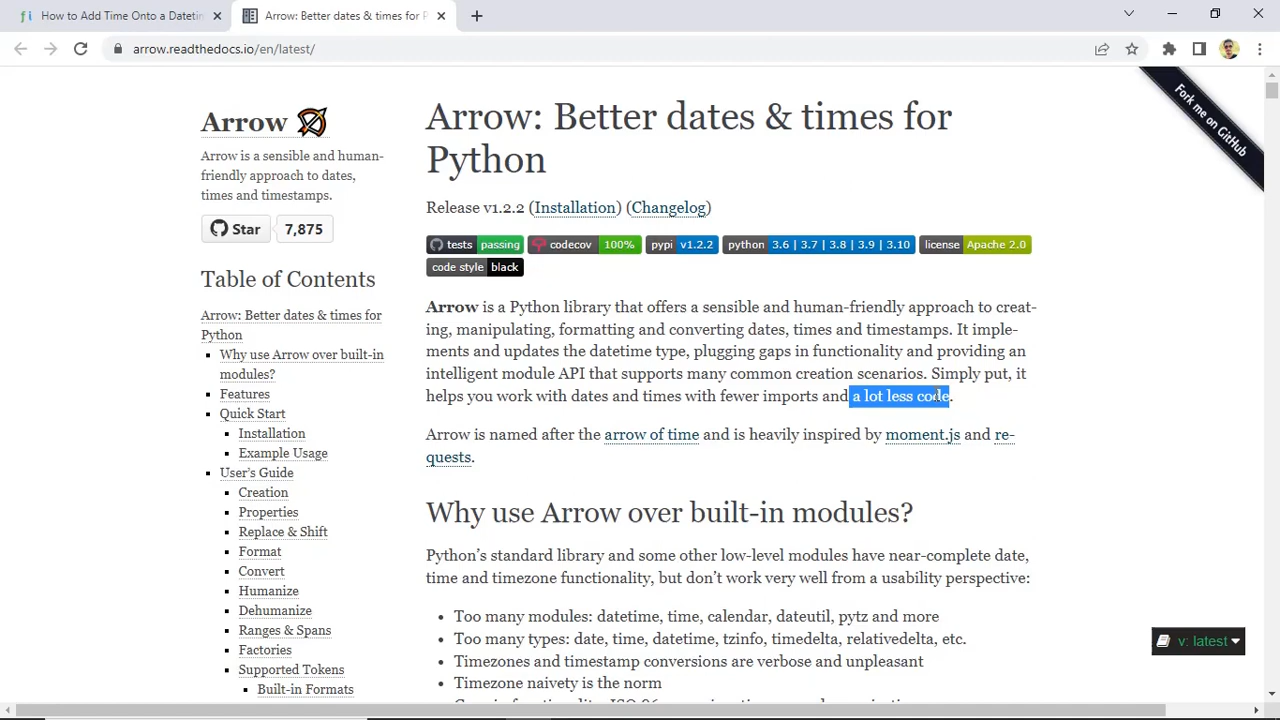 How to Add Time Onto a Datetim
Arrow: Better dates & times for P
arrow.readthedocs.io/en/latest/
Fork me on GitHub
Arrow
Arrow is a sensible and human-
friendly approach to dates,
times and timestamps.
Star 7,875
Table of Contents
Arrow: Better dates & times for
Python
Why use Arrow over built-in
modules?
Features
Quick Start
Installation
Example Usage
User's Guide
Creation
Properties
Replace & Shift
Format
Convert
Humanize
Dehumanize
Ranges & Spans
Factories
Supported Tokens
Built-in Formats
Arrow: Better dates & times for
Python
Release v1.2.2 (Installation) (Changelog)
tests passing codecov 100% pypi v1.2.2 python 3.6 | 3.7 | 3.8 | 3.9 | 3.10 license Apache 2.0
code style black
Arrow is a Python library that offers a sensible and human-friendly approach to creat-
ing, manipulating, formatting and converting dates, times and timestamps. It imple-
ments and updates the datetime type, plugging gaps in functionality and providing an
intelligent module API that supports many common creation scenarios. Simply put, it
helps you work with dates and times with fewer imports and a lot less code.
Arrow is named after the arrow of time and is heavily inspired by moment.js and re-
quests.
Why use Arrow over built-in modules?
Python's standard library and some other low-level modules have near-complete date,
time and timezone functionality, but don't work very well from a usability perspective:
• Too many modules: datetime, time, calendar, dateutil, pytz and more
• Too many types: date, time, datetime, tzinfo, timedelta, relativedelta, etc.
• Timezones and timestamp conversions are verbose and unpleasant
• Timezone naivety is the norm
v: latest